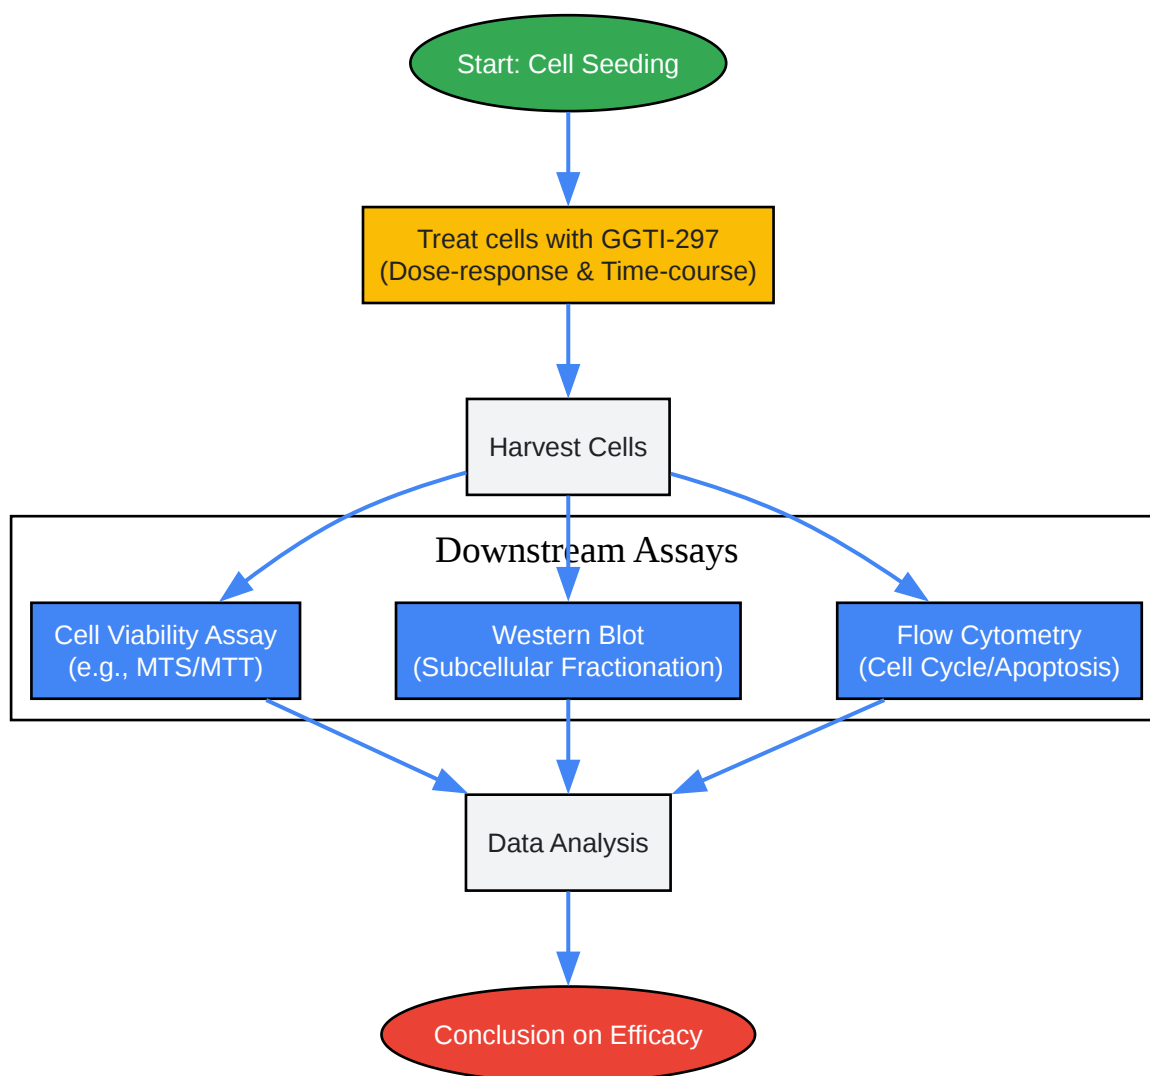 Start: Cell Seeding
Treat cells with GGTI-297
(Dose-response & Time-course)
Harvest Cells
Downstream Assays
Cell Viability Assay
(e.g., MTS/MTT)
Western Blot
(Subcellular Fractionation)
Flow Cytometry
(Cell Cycle/Apoptosis)
Data Analysis
Conclusion on Efficacy